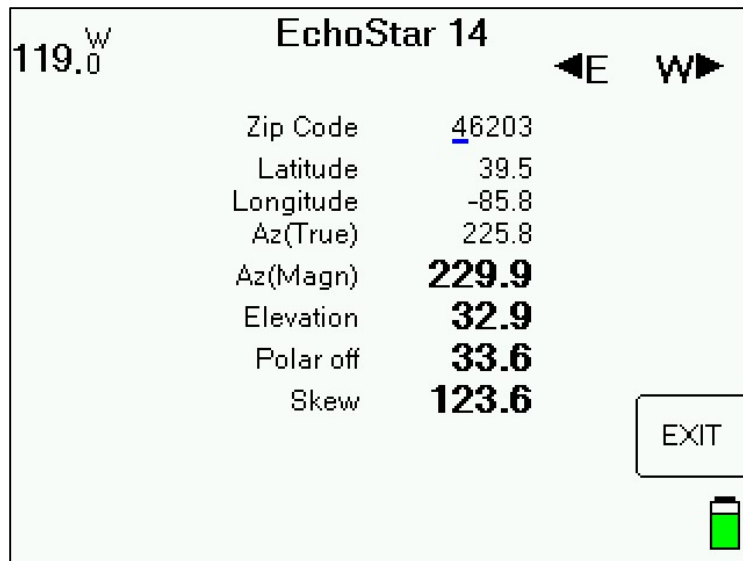 EchoStar 14
119.0 W
◀E W▶
Zip Code 46203
Latitude 39.5
Longitude -85.8
Az(True) 225.8
Az(Magn) 229.9
Elevation 32.9
Polar off 33.6
Skew 123.6
EXIT